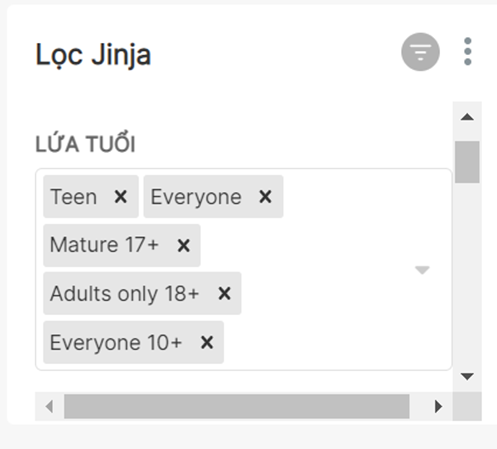 Lọc Jinja
LỨA TUỔI
Teen × Everyone ×
Mature 17+ ×
Adults only 18+ ×
Everyone 10+ ×